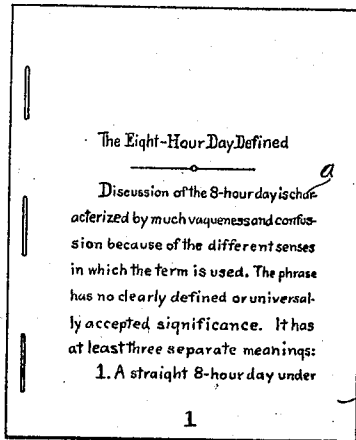 The Eight-Hour Day Defined
a
Discussion of the 8-hour day is char-
acterized by much vagueness and confus-
sion because of the different senses
in which the term is used. The phrase
has no clearly defined or universal-
ly accepted significance. It has
at least three separate meanings:
1. A straight 8-hour day under
1